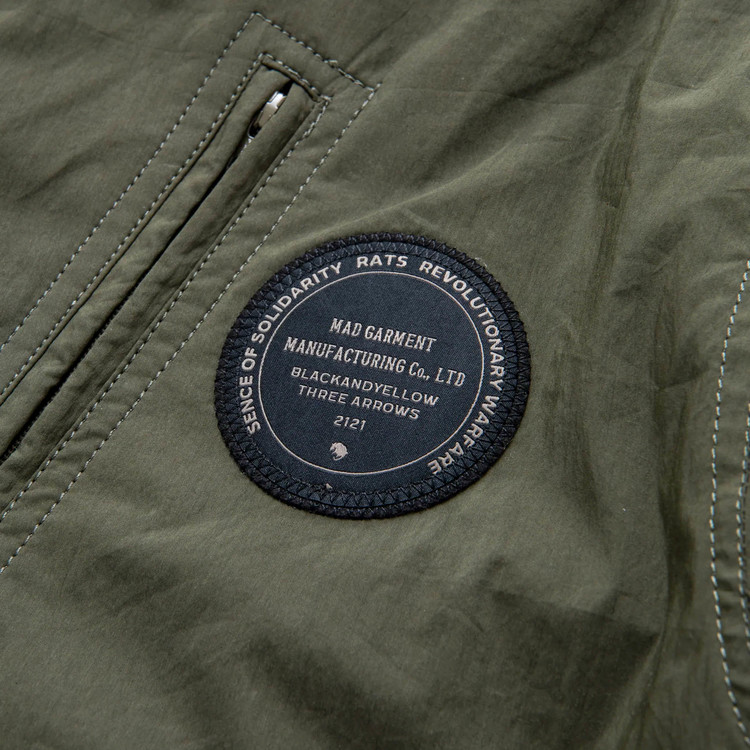 SENCE OF SOLIDARITY RATS REVOLUTIONARY WARFARE
MAD GARMENT
MANUFACTURING Co., LTD
BLACKANDYELLOW
THREE ARROWS
2121